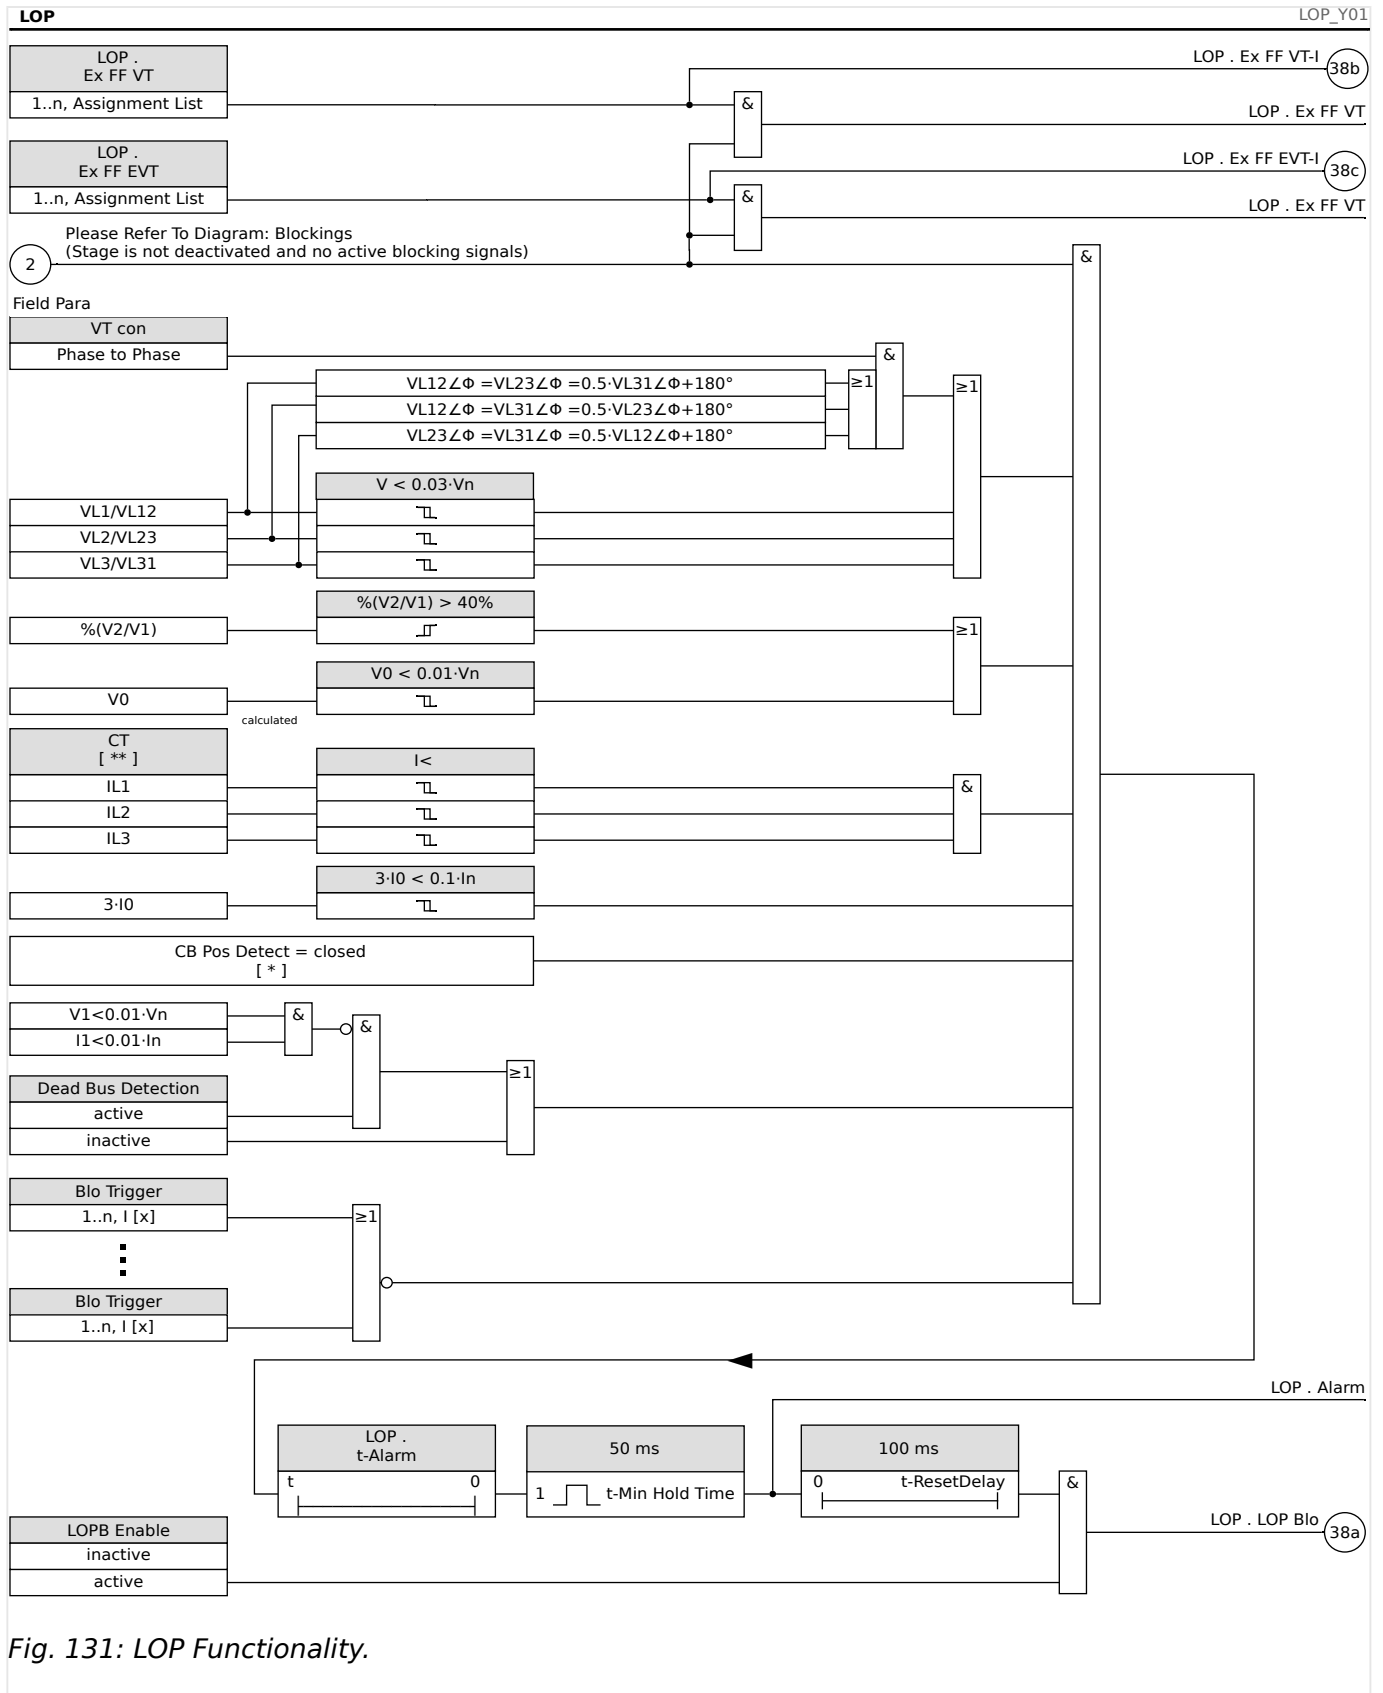 LOP
LOP_Y01
LOP .
Ex FF VT
1..n, Assignment List
LOP . Ex FF VT-I
38b
&
LOP . Ex FF VT
LOP .
Ex FF EVT
1..n, Assignment List
LOP . Ex FF EVT-I
38c
&
LOP . Ex FF VT
Please Refer To Diagram: Blockings
(Stage is not deactivated and no active blocking signals)
2
&
Field Para
VT con
Phase to Phase
&
VL12∠Φ =VL23∠Φ =0.5·VL31∠Φ+180°
≥1
≥1
VL12∠Φ =VL31∠Φ =0.5·VL23∠Φ+180°
VL23∠Φ =VL31∠Φ =0.5·VL12∠Φ+180°
V < 0.03·Vn
VL1/VL12
VL2/VL23
VL3/VL31
%(V2/V1) > 40%
%(V2/V1)
≥1
V0 < 0.01·Vn
V0
calculated
CT
[ ** ]
I<
IL1
&
IL2
IL3
3·I0 < 0.1·In
3·I0
CB Pos Detect = closed
[ * ]
V1<0.01·Vn
&
&
I1<0.01·In
≥1
Dead Bus Detection
active
inactive
Blo Trigger
1..n, I [x]
≥1
Blo Trigger
1..n, I [x]
LOP . Alarm
LOP .
t-Alarm
50 ms
100 ms
t 0
1 t-Min Hold Time
0 t-ResetDelay
&
LOPB Enable
LOP . LOP Blo
38a
inactive
active
Fig. 131: LOP Functionality.